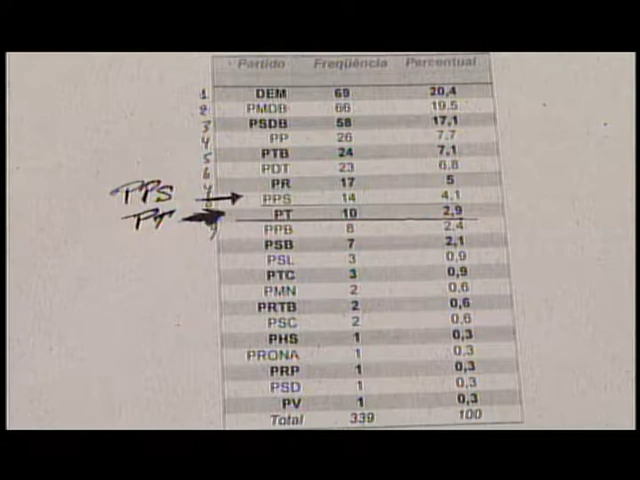 Partido Freqüência Percentual
1 DEM 69 20,4
2 PMDB 66 19,5
3 PSDB 58 17,1
4 PP 26 7,7
5 PTB 24 7,1
6 PDT 23 6,8
PR 17 5
PPS PPS 14 4,1
PT PT 10 2,9
9 PPB 8 2,4
PSB 7 2,1
PSL 3 0,9
PTC 3 0,9
PMN 2 0,6
PRTB 2 0,6
PSC 2 0,6
PHS 1 0,3
PRONA 1 0,3
PRP 1 0,3
PSD 1 0,3
PV 1 0,3
Total 339 100